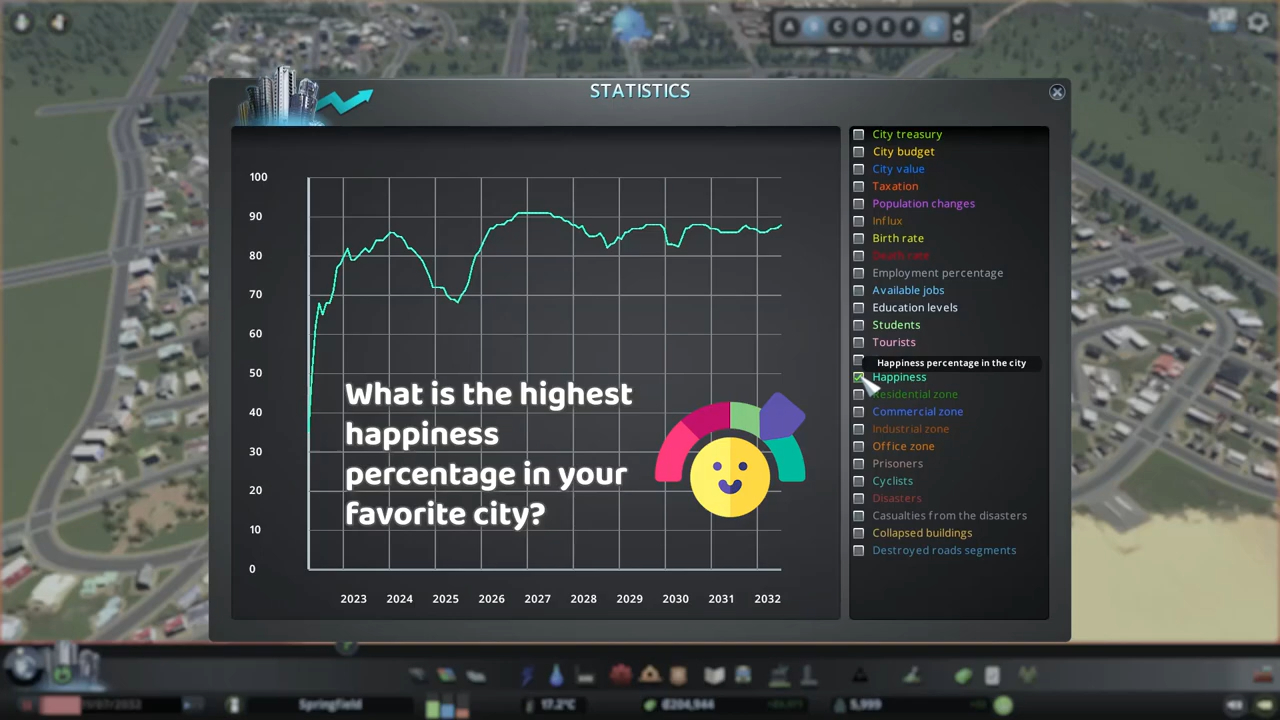 A B C D E F G
STATISTICS
100
90
80
70
60
50
40
30
20
10
0
2023 2024 2025 2026 2027 2028 2029 2030 2031 2032
What is the highest
happiness
percentage in your
favorite city?
City treasury
City budget
City value
Taxation
Population changes
Influx
Birth rate
Death rate
Employment percentage
Available jobs
Education levels
Students
Tourists
Happiness percentage in the city
Happiness
Residential zone
Commercial zone
Industrial zone
Office zone
Prisoners
Cyclists
Disasters
Casualties from the disasters
Collapsed buildings
Destroyed roads segments
Springfield
17.2°C
₡204,944
5,999